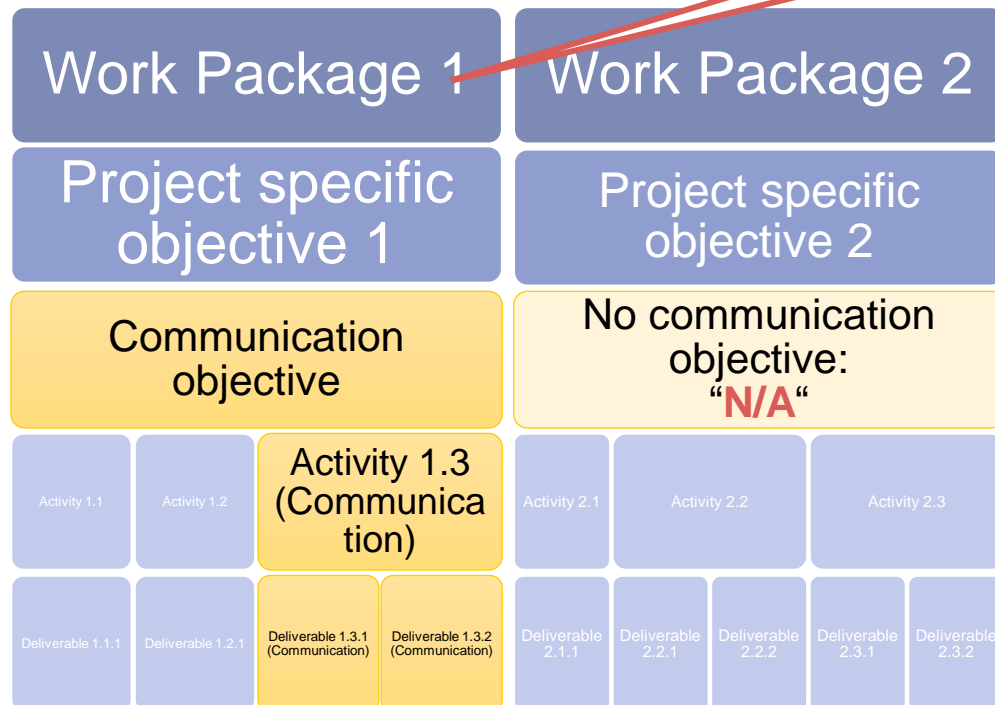 Work Package 1
Work Package 2
Project specific
objective 1
Project specific
objective 2
Communication
objective
No communication
objective:
“N/A“
Activity 1.1
Activity 1.2
Activity 1.3
(Communica
tion)
Activity 2.1
Activity 2.2
Activity 2.3
Deliverable 1.1.1
Deliverable 1.2.1
Deliverable 1.3.1
(Communication)
Deliverable 1.3.2
(Communication)
Deliverable
2.1.1
Deliverable
2.2.1
Deliverable
2.2.2
Deliverable
2.3.1
Deliverable
2.3.2